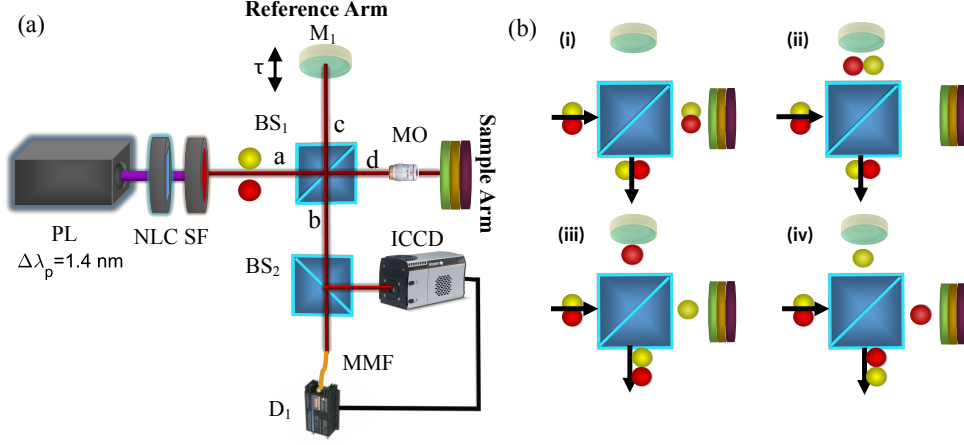 (a)
Reference Arm
M1
τ
BS1
c
MO
a
d
b
Sample Arm
PL
NLC SF
Δλp=1.4 nm
BS2
ICCD
MMF
D1
(b)
(i)
(ii)
(iii)
(iv)